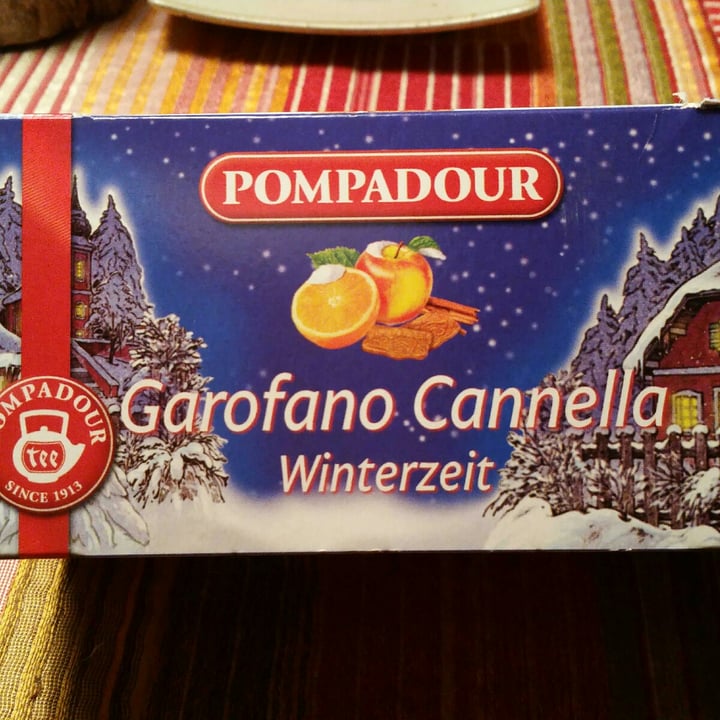 POMPADOUR
Garofano Cannella
Winterzeit
POMPADOUR
tee
SINCE 1913